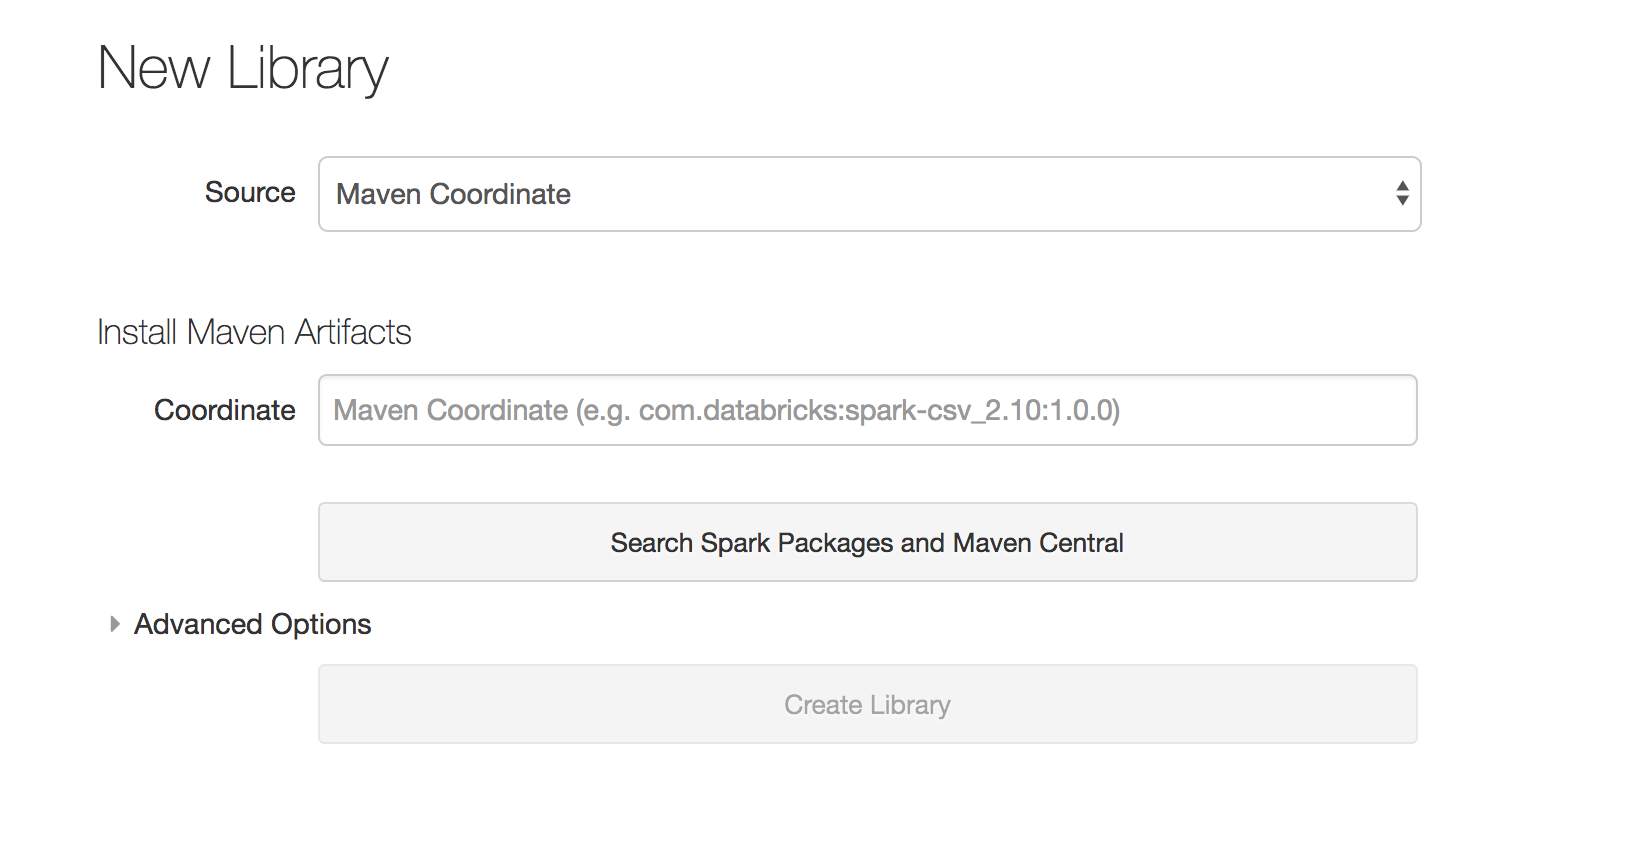 New Library
Source Maven Coordinate
Install Maven Artifacts
Coordinate Maven Coordinate (e.g. com.databricks:spark-csv_2.10:1.0.0)
Search Spark Packages and Maven Central
Advanced Options
Create Library